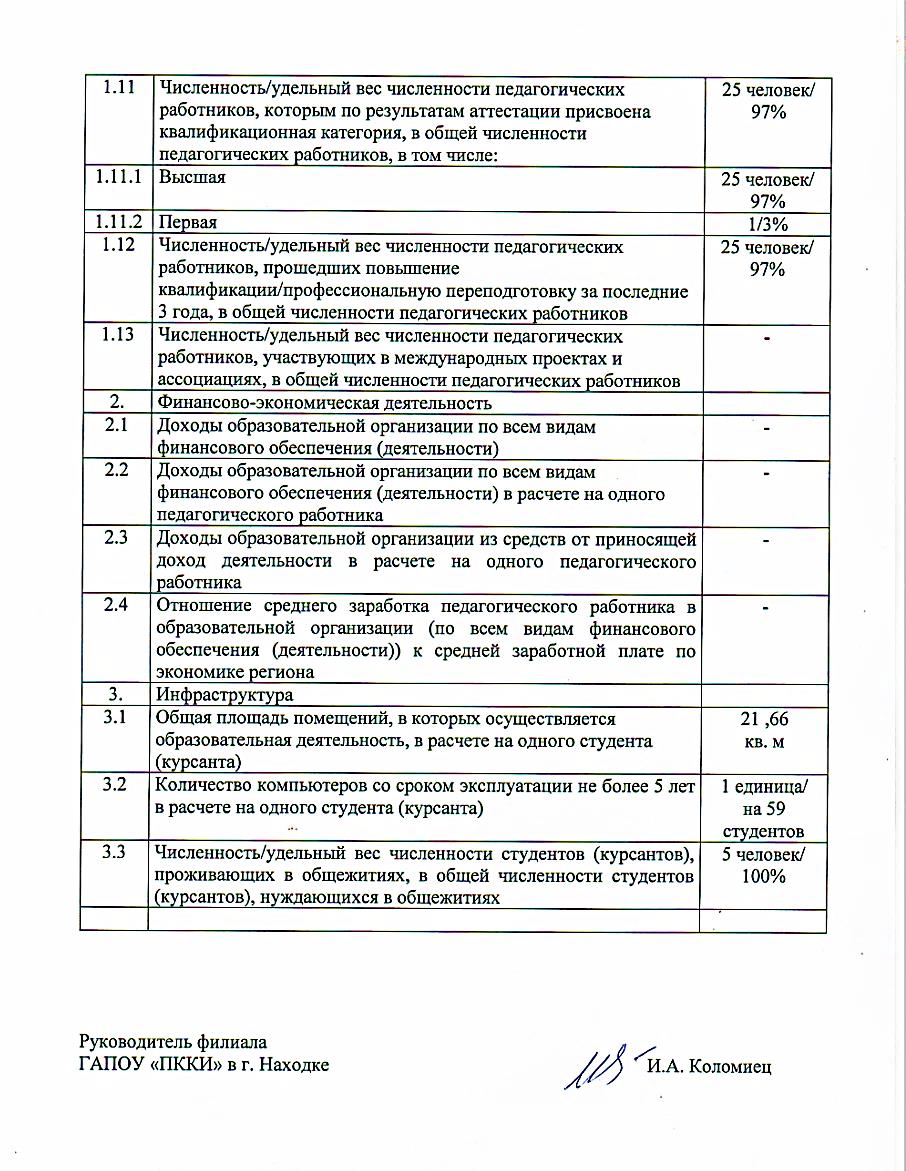 1.11 Численность/удельный вес численности педагогических 25 человек/
работников, которым по результатам аттестации присвоена 97%
квалификационная категория, в общей численности
педагогических работников, в том числе:
1.11.1 Высшая 25 человек/
97%
1.11.2 Первая 1/3%
1.12 Численность/удельный вес численности педагогических 25 человек/
работников, прошедших повышение 97%
квалификации/профессиональную переподготовку за последние
3 года, в общей численности педагогических работников
1.13 Численность/удельный вес численности педагогических -
работников, участвующих в международных проектах и
ассоциациях, в общей численности педагогических работников
2. Финансово-экономическая деятельность
2.1 Доходы образовательной организации по всем видам -
финансового обеспечения (деятельности)
2.2 Доходы образовательной организации по всем видам -
финансового обеспечения (деятельности) в расчете на одного
педагогического работника
2.3 Доходы образовательной организации из средств от приносящей -
доход деятельности в расчете на одного педагогического
работника
2.4 Отношение среднего заработка педагогического работника в -
образовательной организации (по всем видам финансового
обеспечения (деятельности)) к средней заработной плате по
экономике региона
3. Инфраструктура
3.1 Общая площадь помещений, в которых осуществляется 21 ,66
образовательная деятельность, в расчете на одного студента кв. м
(курсанта)
3.2 Количество компьютеров со сроком эксплуатации не более 5 лет 1 единица/
в расчете на одного студента (курсанта) на 59
студентов
3.3 Численность/удельный вес численности студентов (курсантов), 5 человек/
проживающих в общежитиях, в общей численности студентов 100%
(курсантов), нуждающихся в общежитиях
Руководитель филиала
ГАПОУ «ПККИ» в г. Находке И.А. Коломиец